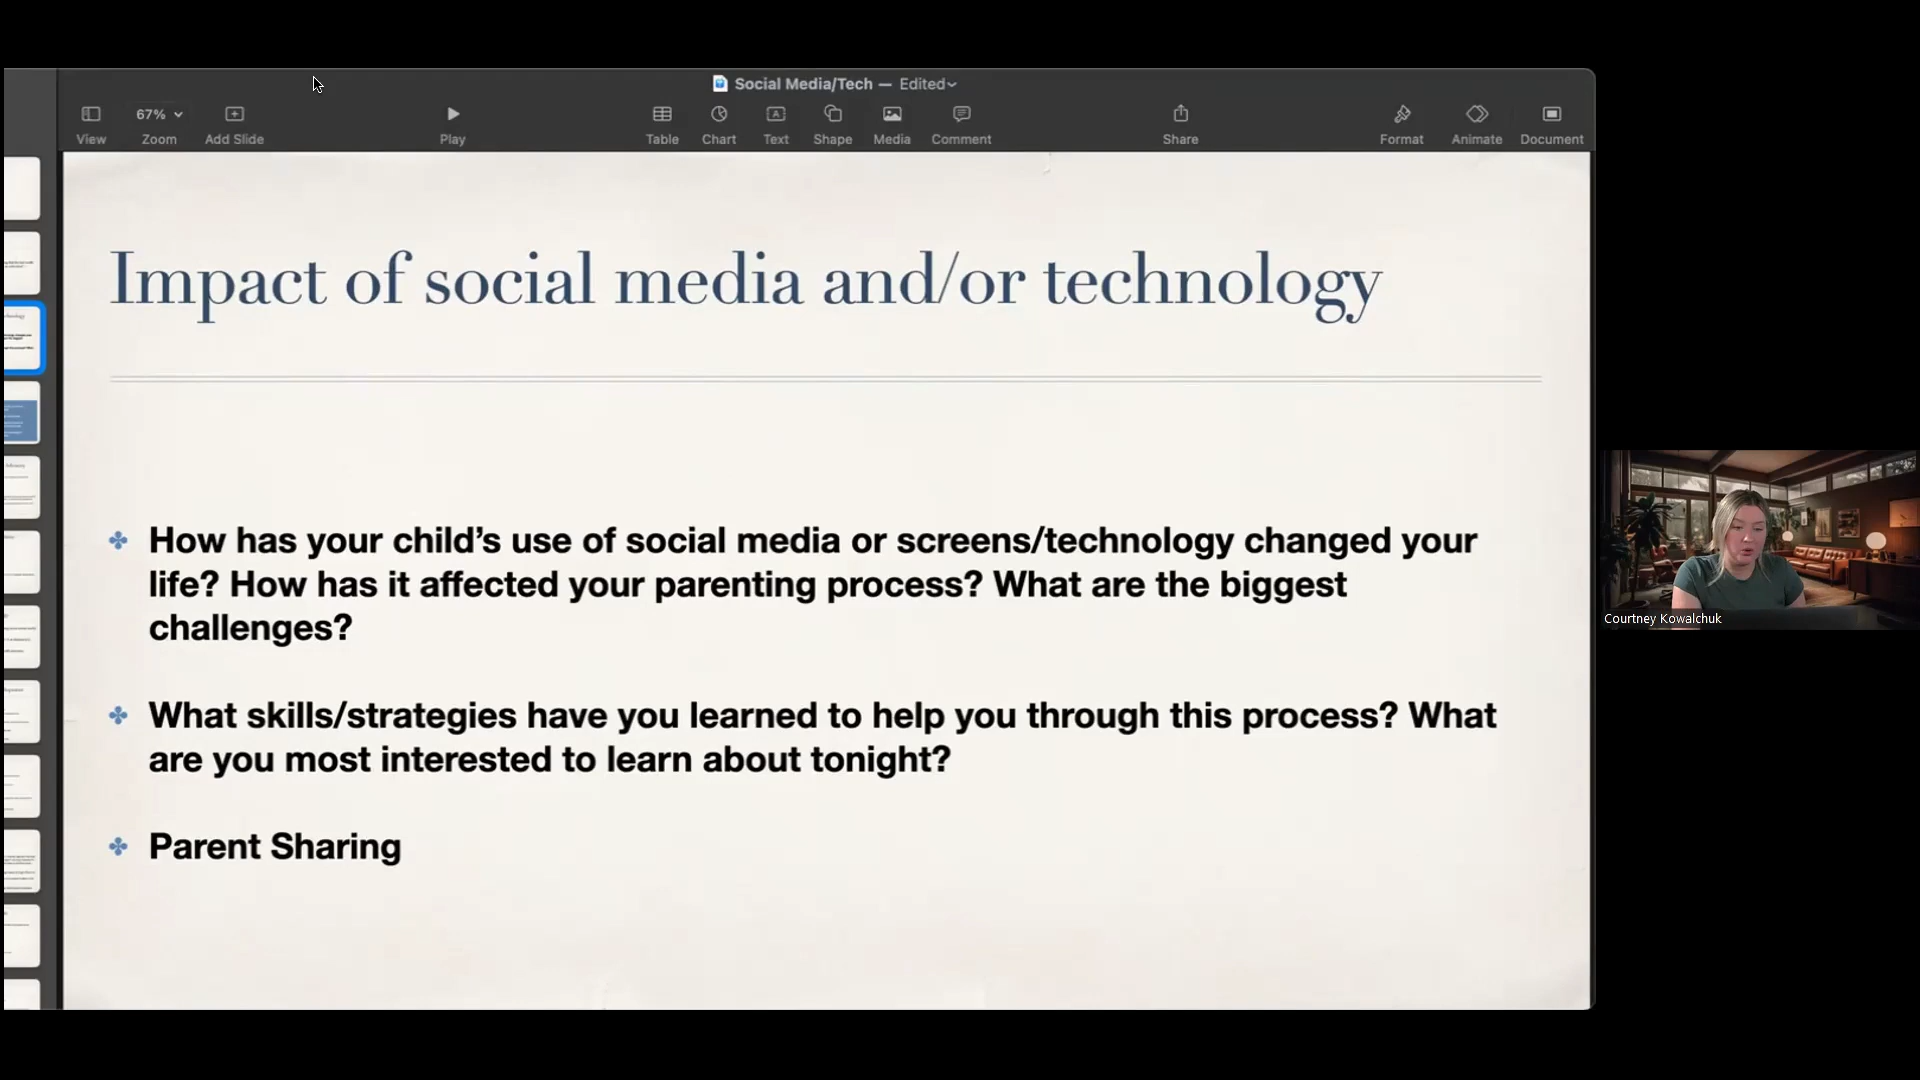 Social Media/Tech — Edited
67%
View
Zoom
Add Slide
Play
Table
Chart
Text
Shape
Media
Comment
Share
Format
Animate
Document
Impact of social media and/or technology
How has your child’s use of social media or screens/technology changed your
life? How has it affected your parenting process? What are the biggest
challenges?
What skills/strategies have you learned to help you through this process? What
are you most interested to learn about tonight?
Parent Sharing
Courtney Kowalchuk